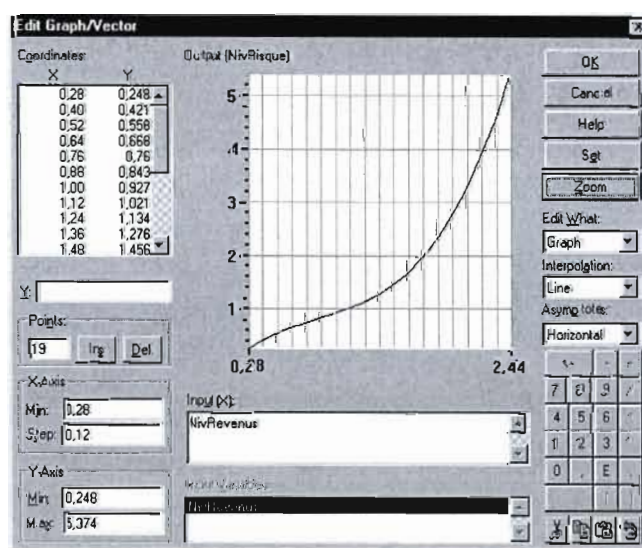 Edit Graph/Vector
Coordinates:
X Y
0,28 0,248
0,40 0,421
0,52 0,558
0,64 0,668
0,76 0,76
0,88 0,843
1,00 0,927
1,12 1,021
1,24 1,134
1,36 1,276
1,48 1,456
Y:
Points:
19 Ins Del
X-Axis
Min: 0,28
Step: 0,12
Y-Axis
Min: 0,248
Max: 5,374
Output (NivRisque)
5
4
3
2
1
0,28 2,44
Input (X):
NivRevenus
Input Variables:
NivRevenus
OK
Cancel
Help
Set
Zoom
Edit What:
Graph
Interpolation:
Line
Asymptotes:
Horizontal
7 8 9
4 5 6
1 2 3
0 . E